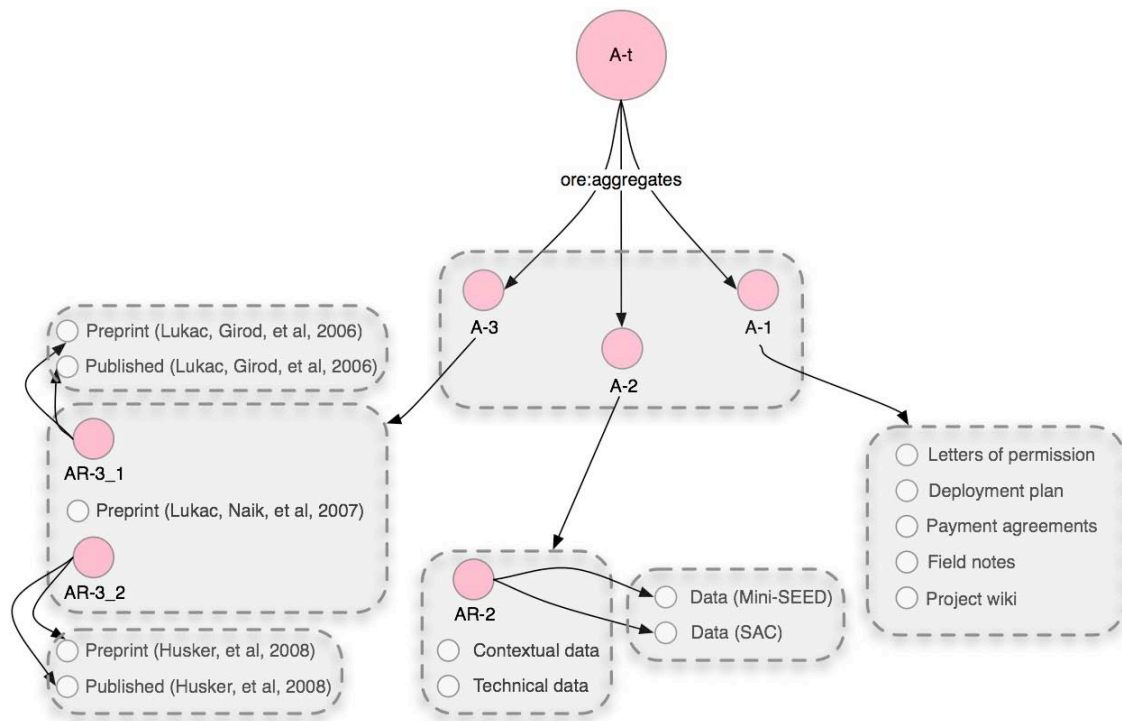 A-t
ore:aggregates
A-3
A-1
A-2
Preprint (Lukac, Girod, et al, 2006)
Published (Lukac, Girod, et al, 2006)
AR-3_1
Preprint (Lukac, Naik, et al, 2007)
AR-3_2
Preprint (Husker, et al, 2008)
Published (Husker, et al, 2008)
AR-2
Contextual data
Technical data
Data (Mini-SEED)
Data (SAC)
Letters of permission
Deployment plan
Payment agreements
Field notes
Project wiki